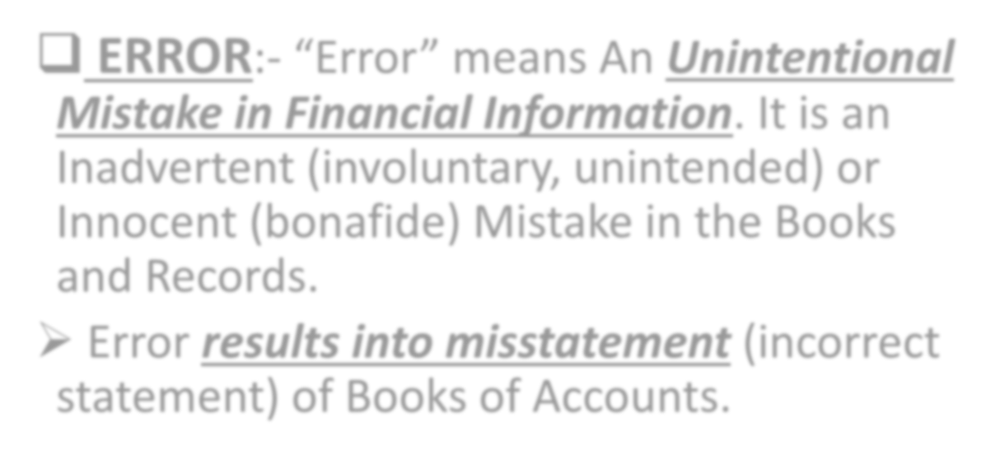 ❑ ERROR:- “Error” means An Unintentional
Mistake in Financial Information. It is an
Inadvertent (involuntary, unintended) or
Innocent (bonafide) Mistake in the Books
and Records.
➢ Error results into misstatement (incorrect
statement) of Books of Accounts.